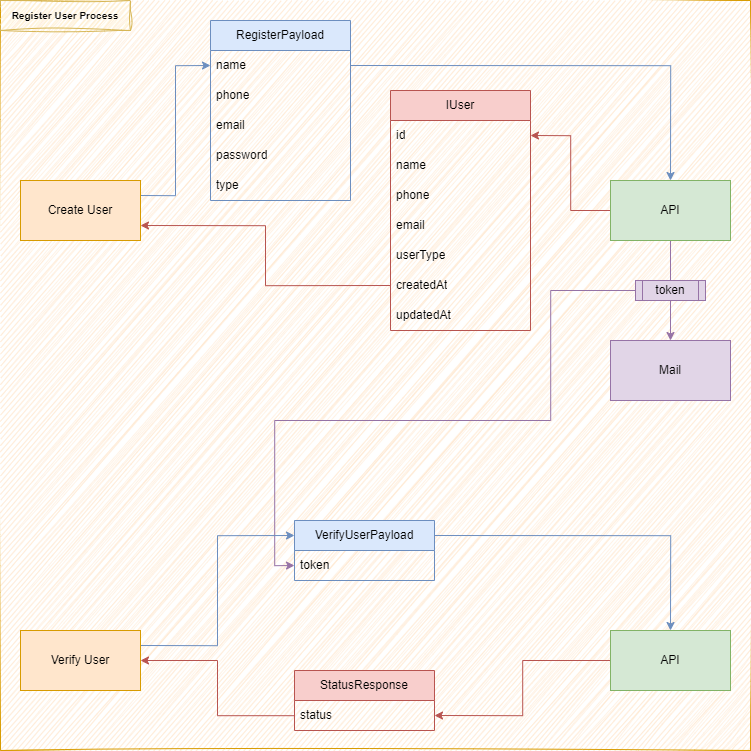 Register User Process
RegisterPayload
name
phone
email
password
type
IUser
id
name
phone
email
userType
createdAt
updatedAt
Create User
API
token
Mail
VerifyUserPayload
token
Verify User
API
StatusResponse
status